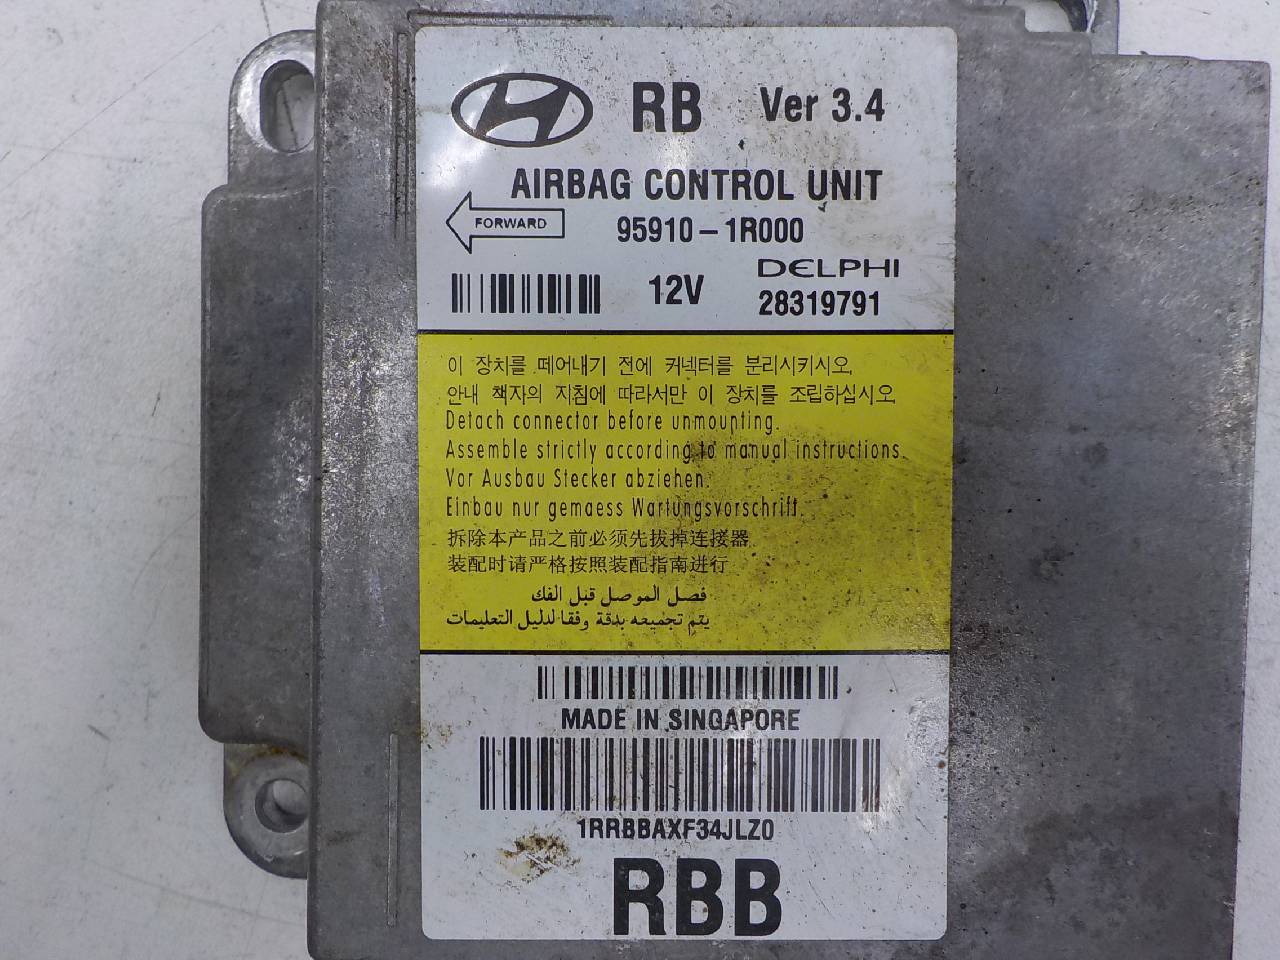 RB Ver 3.4
AIRBAG CONTROL UNIT
FORWARD 95910-1R000
12V DELPHI
28319791
이 장치를 떼어내기 전에 커넥터를 분리시키시오.
안내 책자의 지침에 따라서만 이 장치를 조립하십시오.
Detach connector before unmounting.
Assemble strictly according to manual instructions.
Vor Ausbau Stecker abziehen.
Einbau nur gemaess Wartungsvorschrift.
拆除本产品之前必须先拔掉连接器
装配时请严格按照装配指南进行
فصل الموصل قبل الفك
يتم تجميعه بدقة وفقا لدليل التعليمات
MADE IN SINGAPORE
1RRBBAXF34JLZ0
RBB